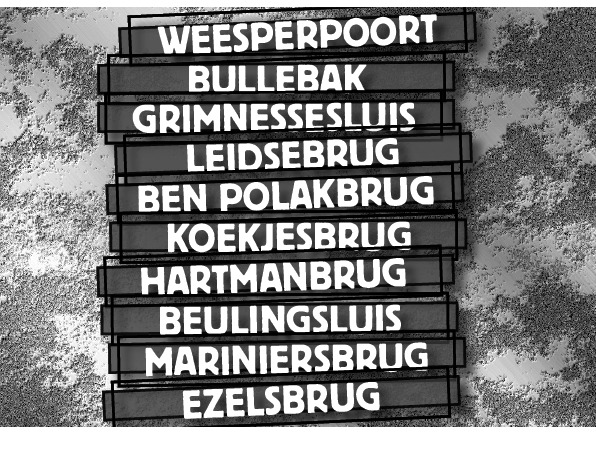 WEESPERPOORT
BULLEBAK
GRIMNESSESLUIS
LEIDSEBRUG
BEN POLAKBRUG
KOEKJESBRUG
HARTMANBRUG
BEULINGSLUIS
MARINIERSBRUG
EZELSBRUG